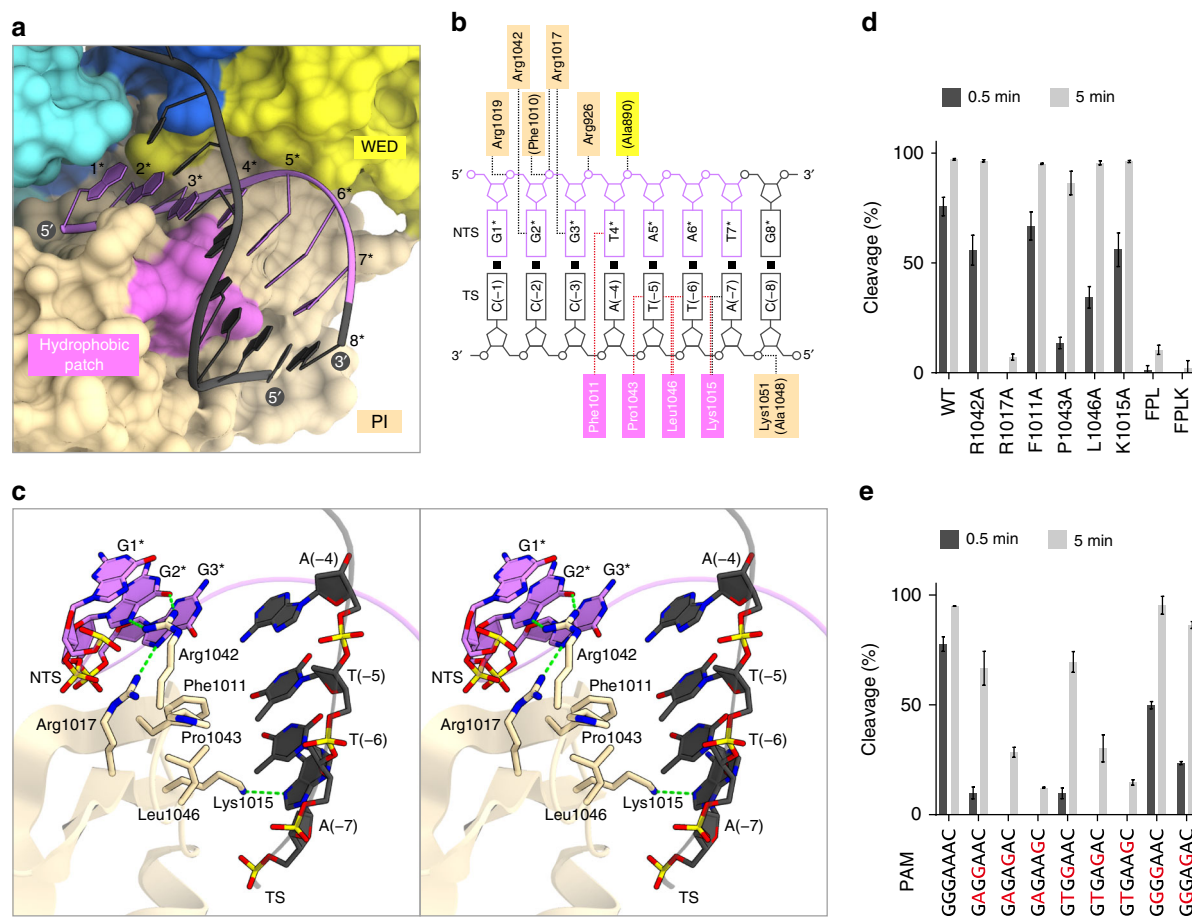 a
WED
1*
2*
3*
4*
5*
6*
7*
8*
5′
3′
5′
Hydrophobic
patch
PI
b
Arg1042
Arg1017
Arg1019
(Phe1010)
Arg926
(Ala890)
5′
3′
NTS
G1*
G2*
G3*
T4*
A5*
A6*
T7*
G8*
TS
C(−1)
C(−2)
C(−3)
A(−4)
T(−5)
T(−6)
A(−7)
C(−8)
3′
5′
Phe1011
Pro1043
Leu1046
Lys1015
Lys1051
(Ala1048)
c
G1*
G2*
G3*
A(−4)
Arg1042
NTS
T(−5)
Phe1011
Arg1017
Pro1043
T(−6)
Lys1015
Leu1046
A(−7)
TS
G1*
G2*
G3*
A(−4)
Arg1042
NTS
T(−5)
Phe1011
Arg1017
Pro1043
T(−6)
Lys1015
Leu1046
A(−7)
TS
d
0.5 min
5 min
Cleavage (%)
100
50
0
WT
R1042A
R1017A
F1011A
P1043A
L1046A
K1015A
FPL
FPLK
e
0.5 min
5 min
Cleavage (%)
100
50
0
PAM
GGGAAC
GAGGAAC
GAGAGAC
GAGAAGC
GTGGAAC
GTGAGAC
GTGAAGC
GGGGAAC
GGGAGAC